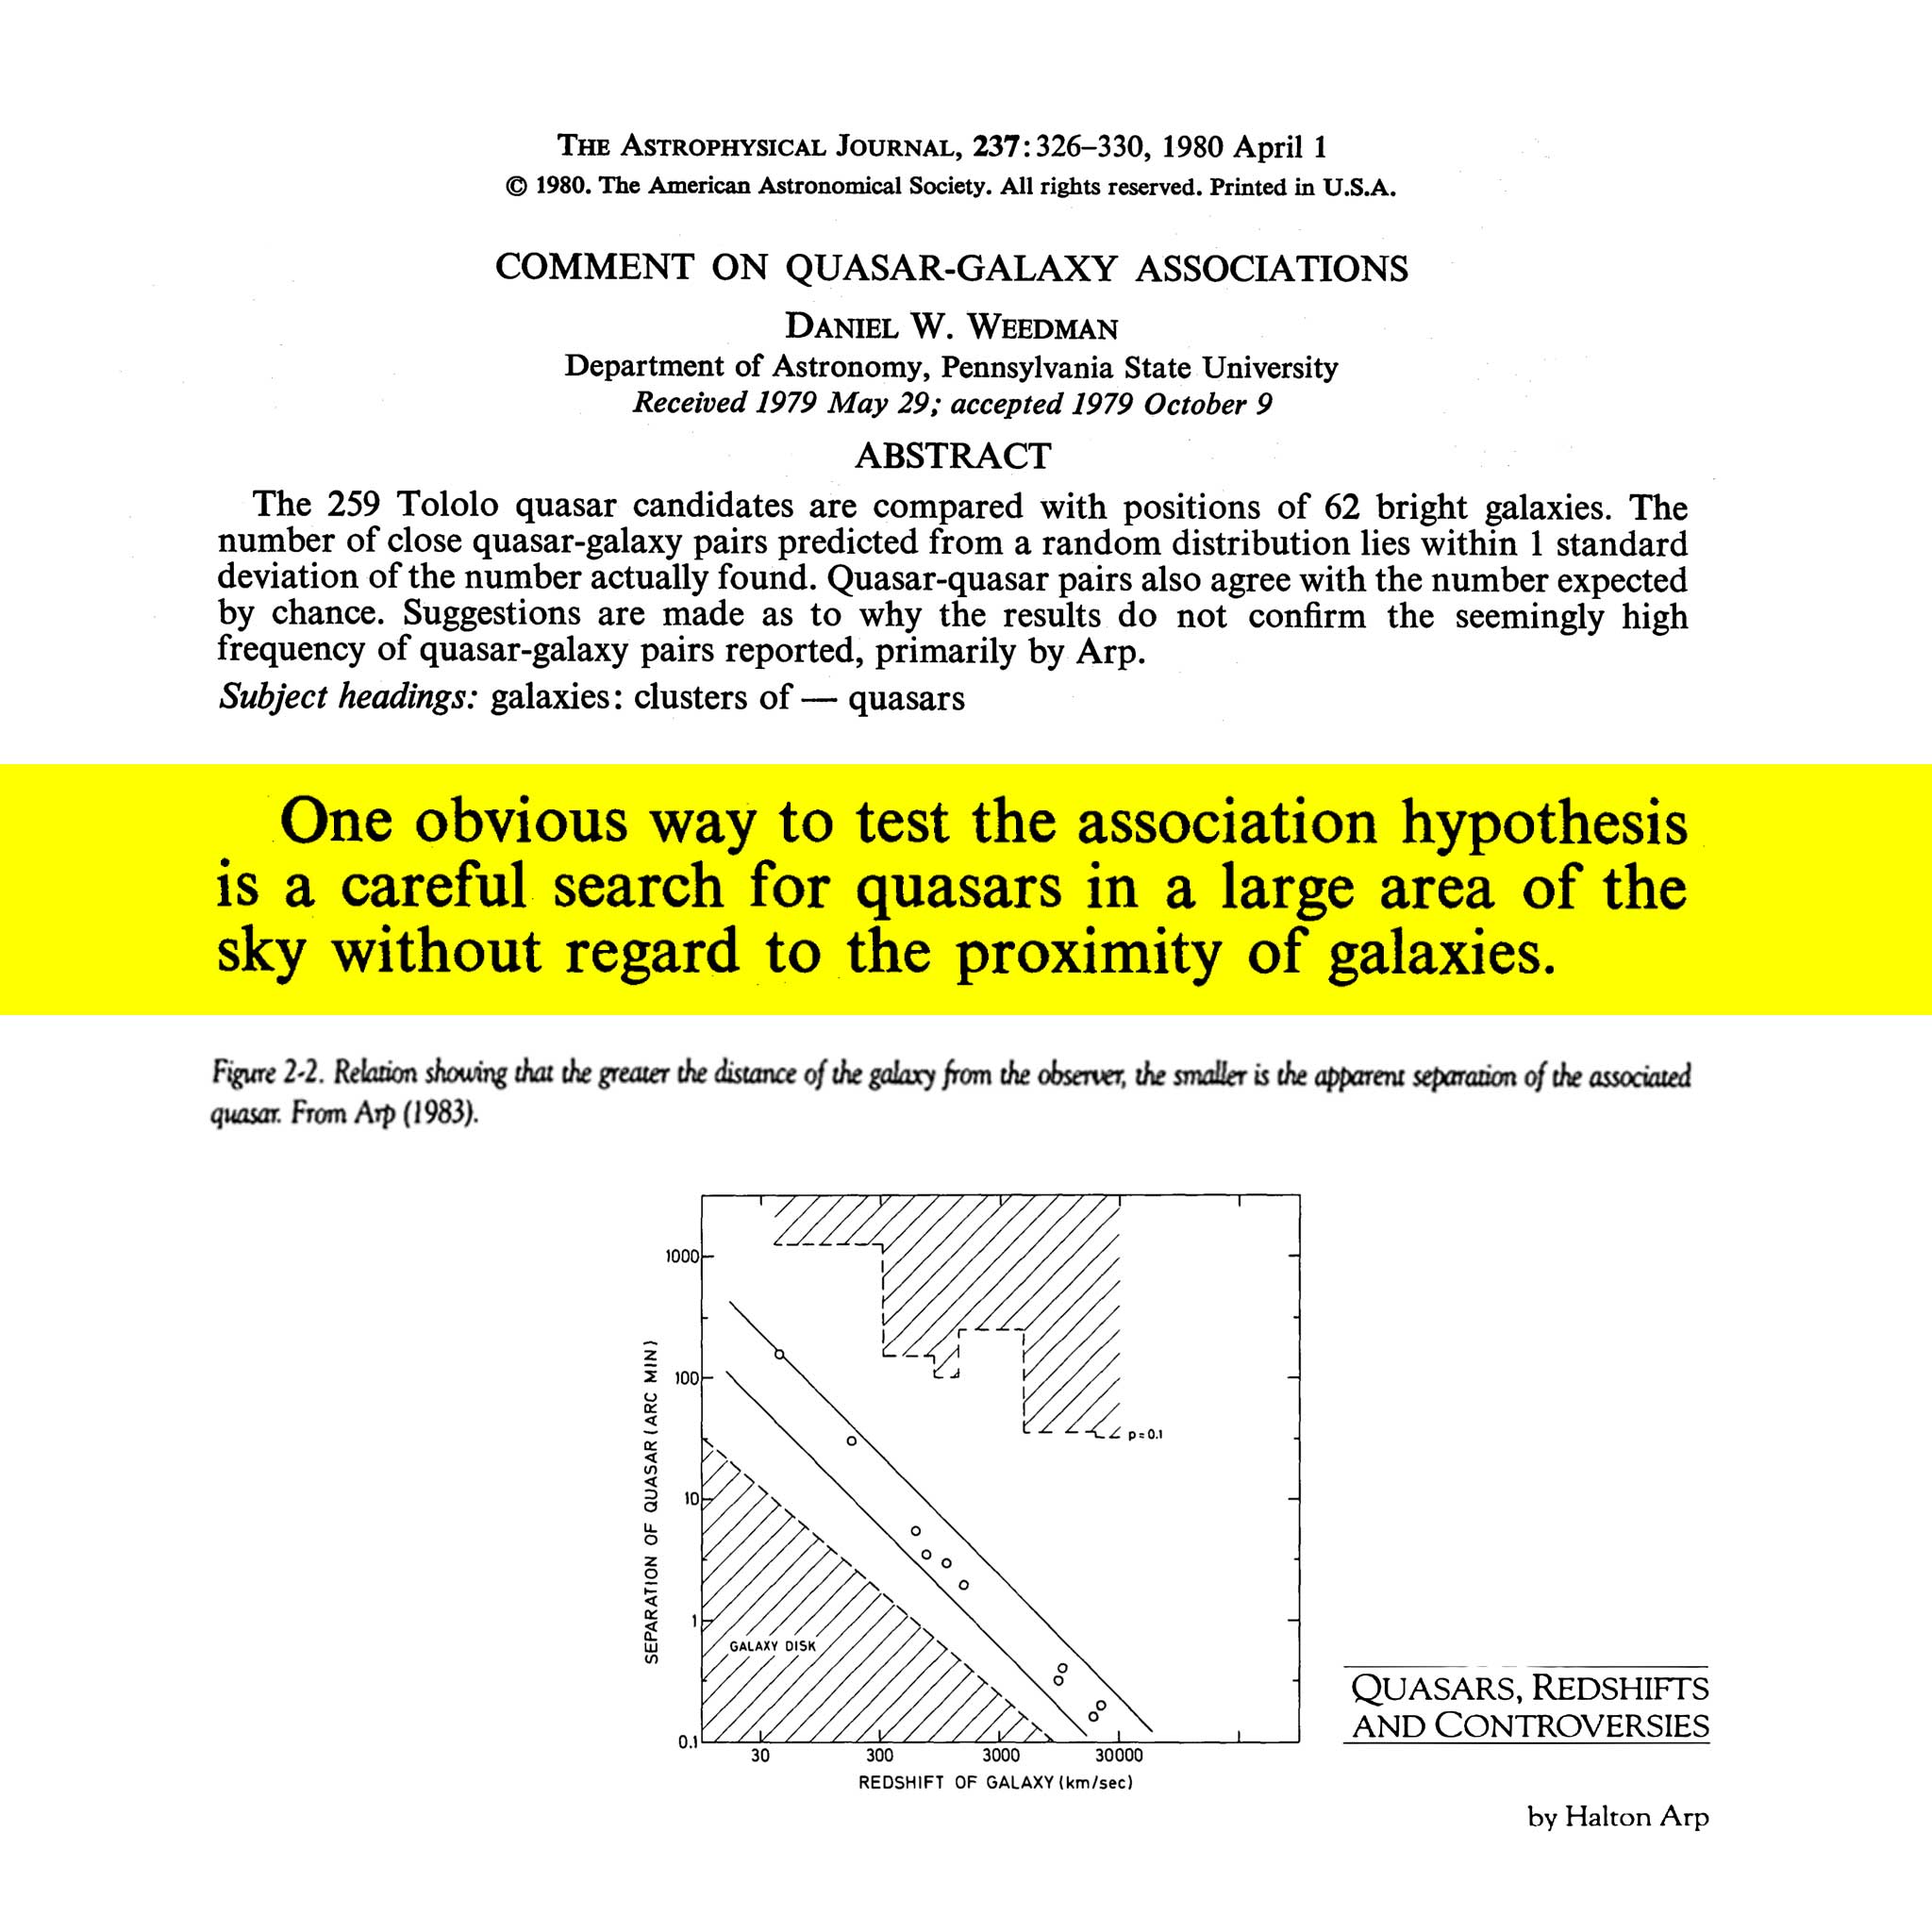 THE ASTROPHYSICAL JOURNAL, 237:326–330, 1980 April 1
© 1980. The American Astronomical Society. All rights reserved. Printed in U.S.A.
COMMENT ON QUASAR-GALAXY ASSOCIATIONS
DANIEL W. WEEDMAN
Department of Astronomy, Pennsylvania State University
Received 1979 May 29; accepted 1979 October 9
ABSTRACT
The 259 Tololo quasar candidates are compared with positions of 62 bright galaxies. The
number of close quasar-galaxy pairs predicted from a random distribution lies within 1 standard
deviation of the number actually found. Quasar-quasar pairs also agree with the number expected
by chance. Suggestions are made as to why the results do not confirm the seemingly high
frequency of quasar-galaxy pairs reported, primarily by Arp.
Subject headings: galaxies: clusters of — quasars
One obvious way to test the association hypothesis
is a careful search for quasars in a large area of the
sky without regard to the proximity of galaxies.
Figure 2-2. Relation showing that the greater the distance of the galaxy from the observer, the smaller is the apparent separation of the associated
quasar. From Arp (1983).
SEPARATION OF QUASAR (ARC MIN)
1000
100
10
1
0.1
p=0.1
GALAXY DISK
30 300 3000 30000
REDSHIFT OF GALAXY (km/sec)
QUASARS, REDSHIFTS
AND CONTROVERSIES
by Halton Arp